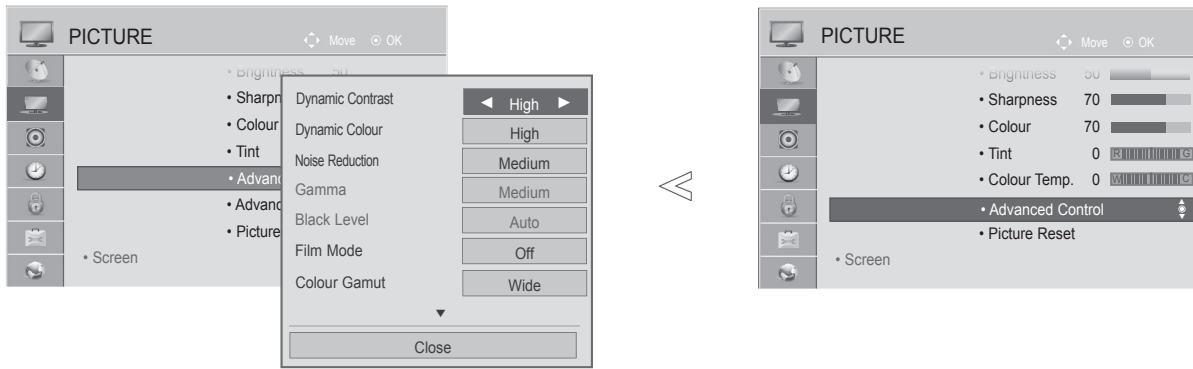 PICTURE
Move OK
• Brightness 50
• Sharpn
• Colour
• Tint
• Advanc
• Advanc
• Picture
• Screen
Dynamic Contrast ◄ High ►
Dynamic Colour High
Noise Reduction Medium
Gamma Medium
Black Level Auto
Film Mode Off
Colour Gamut Wide
▼
Close
PICTURE
Move OK
• Brightness 50
• Sharpness 70
• Colour 70
• Tint 0 R G
• Colour Temp. 0 W C
• Advanced Control
• Picture Reset
• Screen